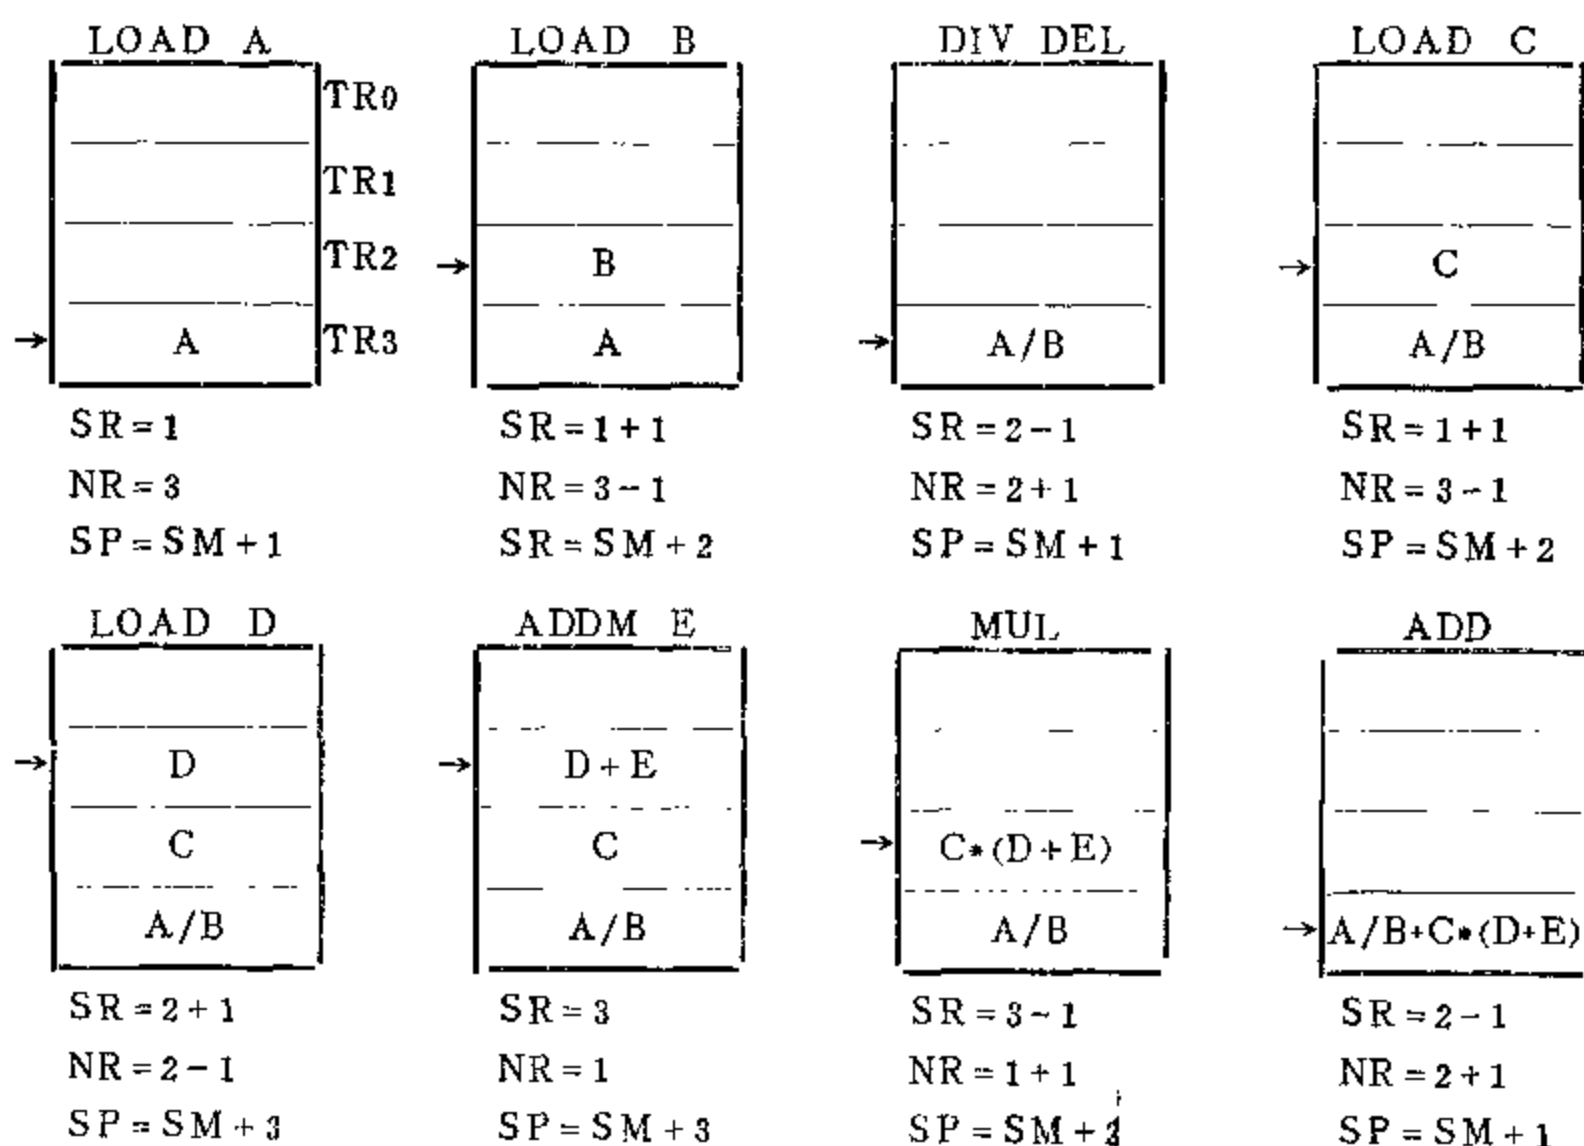 LOAD A
TR0
TR1
TR2
A TR3
SR=1
NR=3
SP=SM+1
LOAD B
B
A
SR=1+1
NR=3-1
SR=SM+2
DIV DEL
A/B
SR=2-1
NR=2+1
SP=SM+1
LOAD C
C
A/B
SR=1+1
NR=3-1
SP=SM+2
LOAD D
D
C
A/B
SR=2+1
NR=2-1
SP=SM+3
ADDM E
D+E
C
A/B
SR=3
NR=1
SP=SM+3
MUL
C*(D+E)
A/B
SR=3-1
NR=1+1
SP=SM+
ADD
A/B+C*(D+E)
SR=2-1
NR=2+1
SP=SM+1